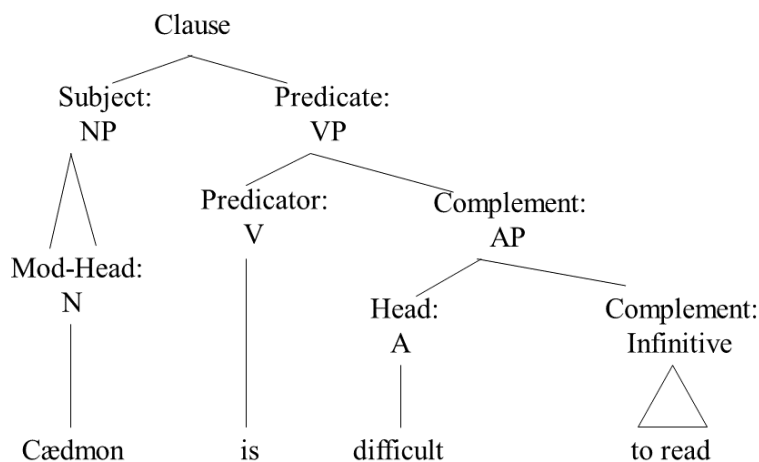 Clause
Subject:
NP
Predicate:
VP
Predicator:
V
Complement:
AP
Mod-Head:
N
Head:
A
Complement:
Infinitive
Cædmon is difficult to read